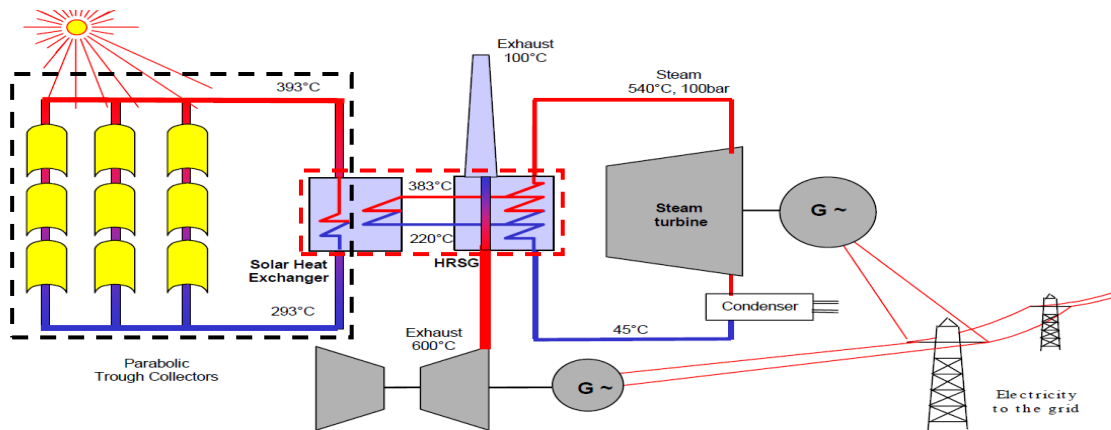 Exhaust
100°C
Steam
540°C, 100bar
393°C
383°C
Steam
turbine
G ~
220°C
Solar Heat
Exchanger
HRSG
293°C
Condenser
45°C
Exhaust
600°C
Parabolic
Trough Collectors
G ~
Electricity
to the grid